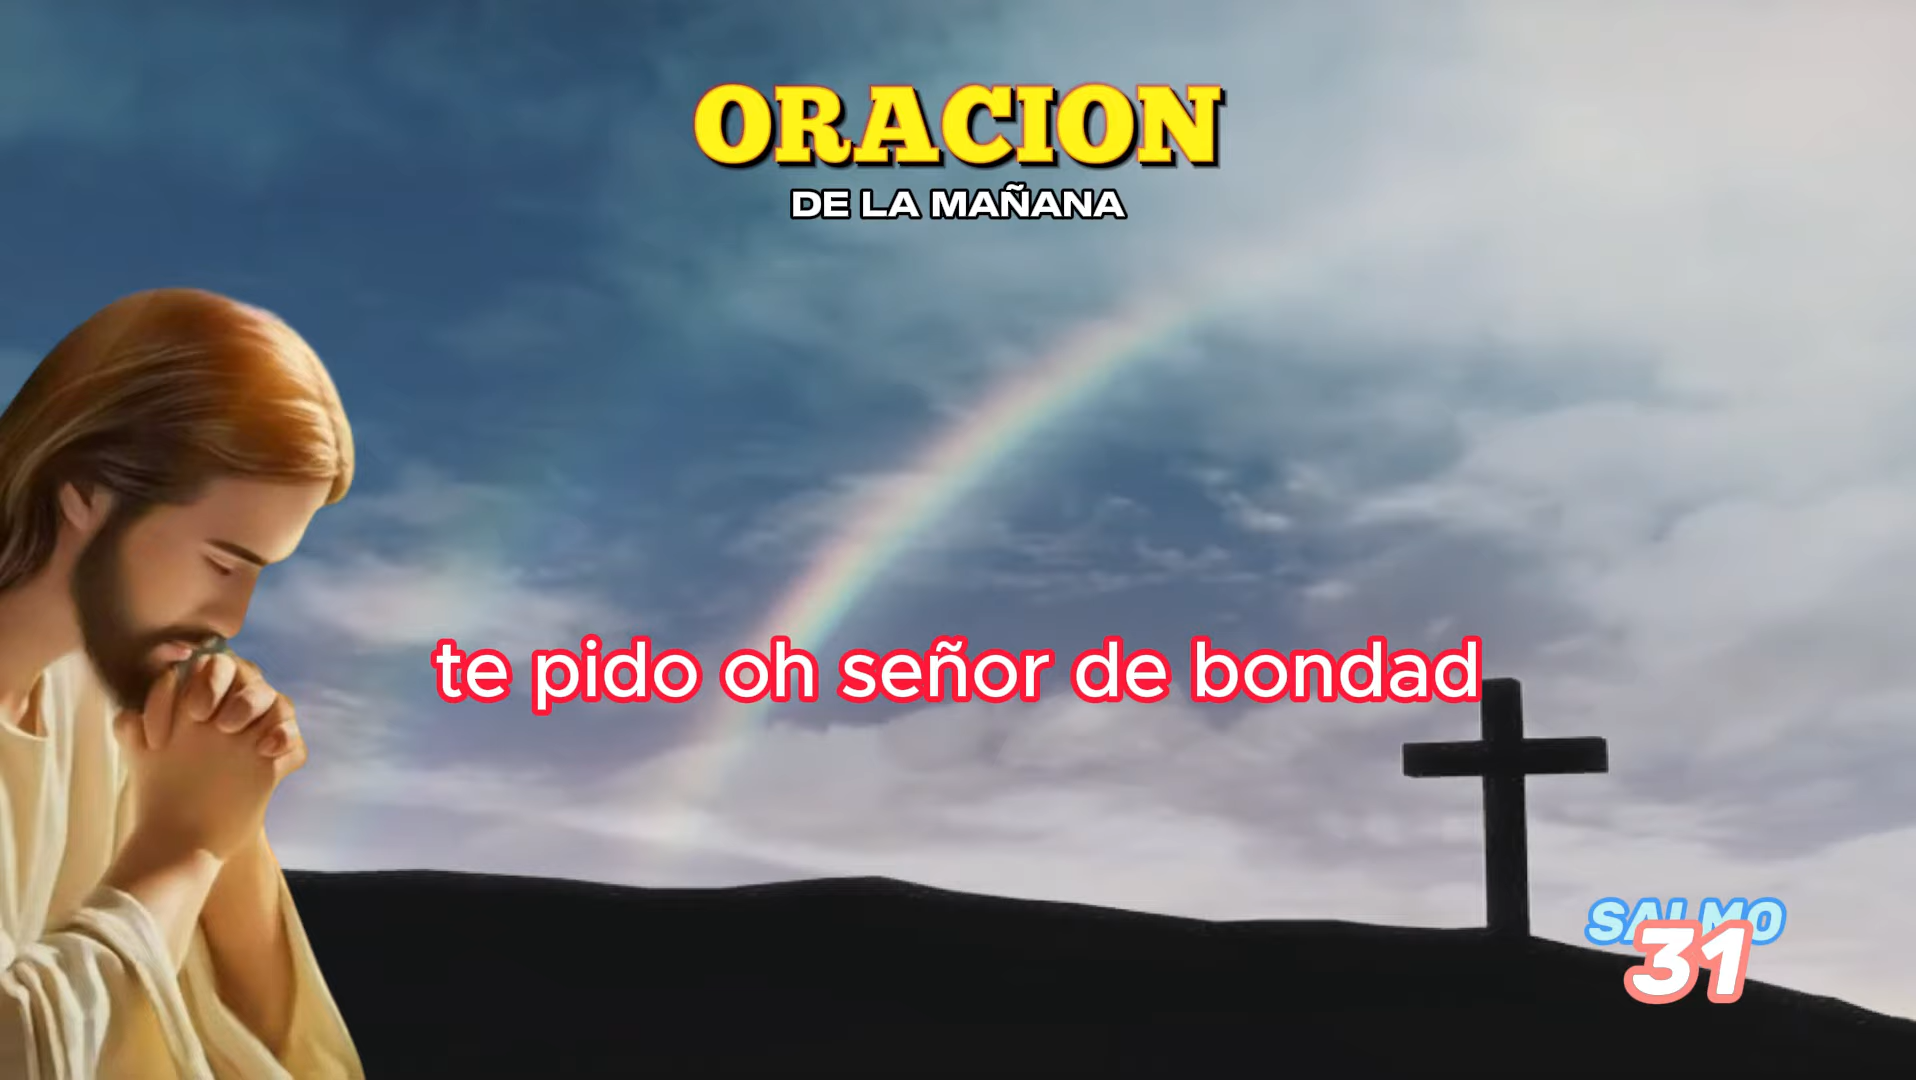 ORACION
DE LA MAÑANA
te pido oh señor de bondad
SALMO
31